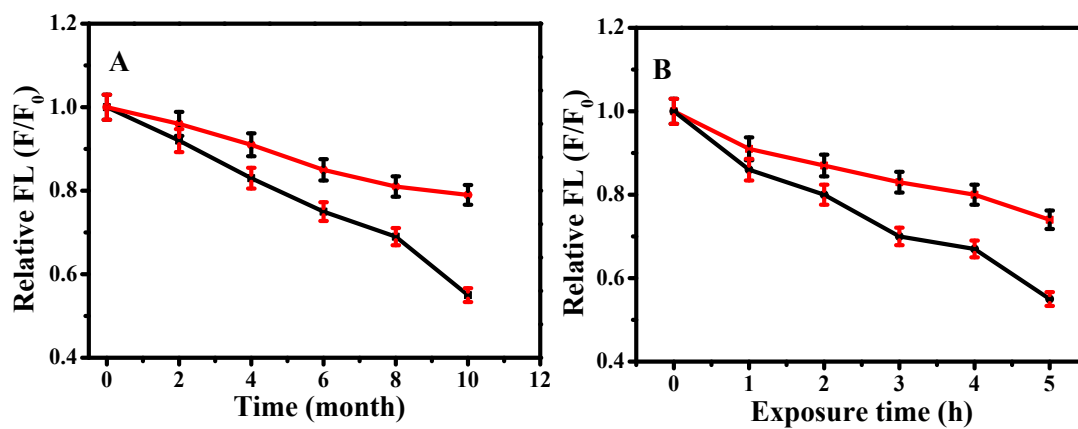 A
1.2
1.0
0.8
0.6
0.4
Relative FL (F/F0)
0 2 4 6 8 10 12
Time (month)
B
1.2
1.0
0.8
0.6
0.4
Relative FL (F/F0)
0 1 2 3 4 5
Exposure time (h)